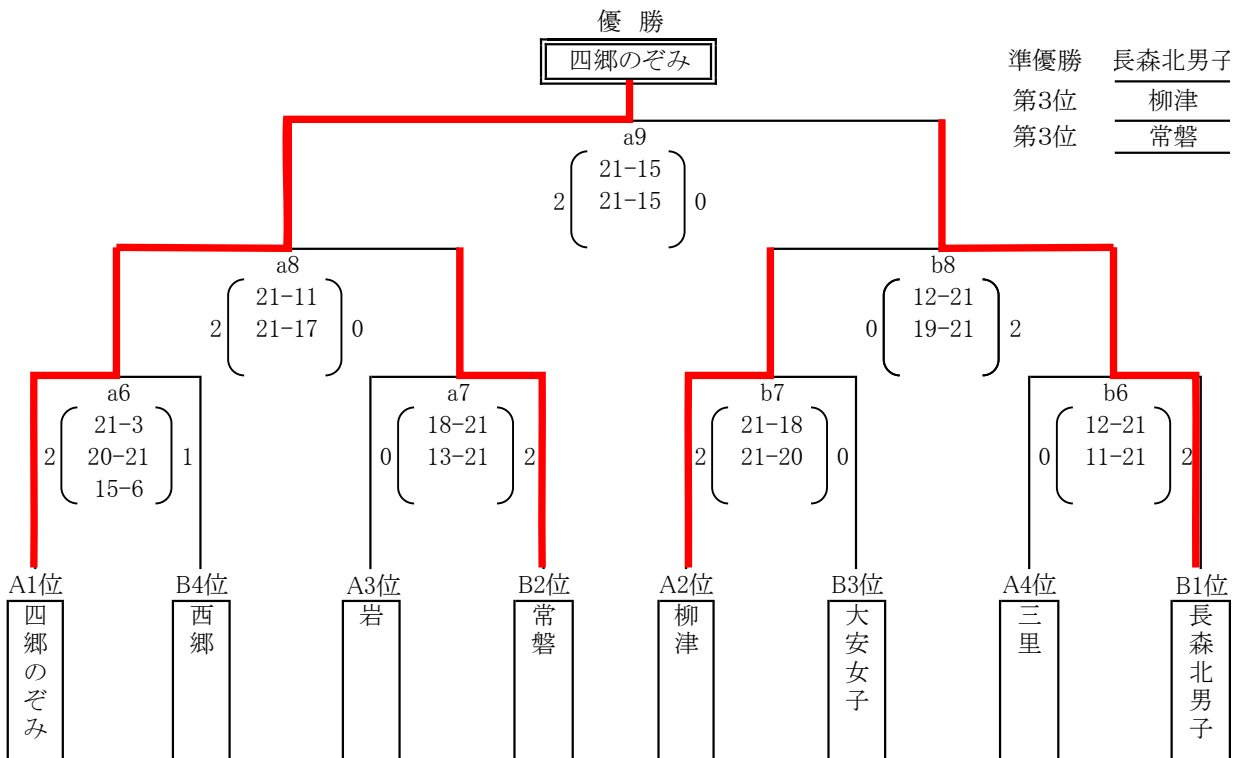 優 勝
四郷のぞみ
準優勝 長森北男子
第3位 柳津
第3位 常磐
a9
21-15
2 21-15 0
a8
21-11
2 21-17 0
b8
12-21
0 19-21 2
a6
21-3
2 20-21 1
15-6
a7
18-21
0 13-21 2
b7
21-18
2 21-20 0
b6
12-21
0 11-21 2
A1位 B4位 A3位 B2位 A2位 B3位 A4位 B1位
四郷のぞみ
西郷
岩
常磐
柳津
大安女子
三里
長森北男子